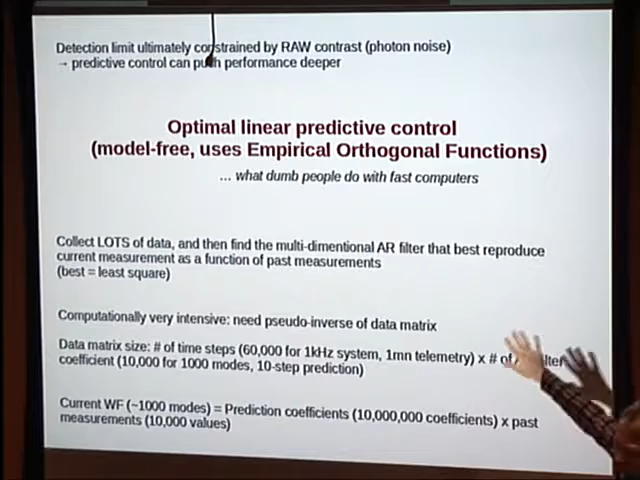 Detection limit ultimately constrained by RAW contrast (photon noise)
→ predictive control can push performance deeper
Optimal linear predictive control
(model-free, uses Empirical Orthogonal Functions)
... what dumb people do with fast computers
Collect LOTS of data, and then find the multi-dimentional AR filter that best reproduce
current measurement as a function of past measurements
(best = least square)
Computationally very intensive: need pseudo-inverse of data matrix
Data matrix size: # of time steps (60,000 for 1kHz system, 1mn telemetry) x # of
coefficient (10,000 for 1000 modes, 10-step prediction)
Current WF (~1000 modes) = Prediction coefficients (10,000,000 coefficients) x past
measurements (10,000 values)